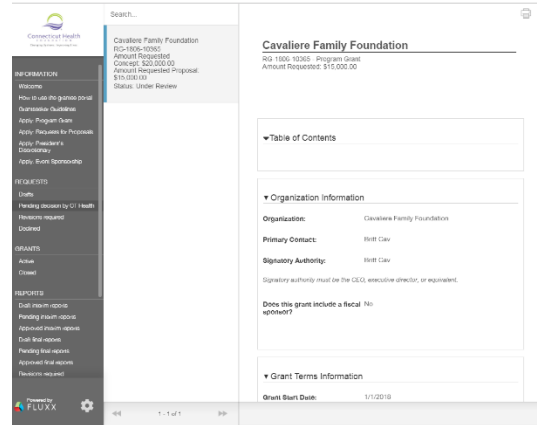 Connecticut Health
FOUNDATION
INFORMATION
Welcome
How to use the grantee portal
Grantseeker Guidelines
Apply: Program Grant
Apply: Requests for Proposals
Apply: President's
Discretionary
Apply: Event Sponsorship
REQUESTS
Drafts
Pending decision by CT Health
Revisions required
Declined
GRANTS
Active
Closed
REPORTS
Draft interim reports
Pending interim reports
Approved interim reports
Draft final reports
Pending final reports
Approved final reports
Revisions required
Powered by
FLUXX
Search...
Cavaliere Family Foundation
RG-1806-10365
Amount Requested
Concept: $20,000.00
Amount Requested Proposal:
$15,000.00
Status: Under Review
1 - 1 of 1
Cavaliere Family Foundation
RG-1806-10365 Program Grant
Amount Requested: $15,000.00
Table of Contents
Organization Information
Organization: Cavaliere Family Foundation
Primary Contact: Britt Cav
Signatory Authority: Britt Cav
Signatory authority must be the CEO, executive director, or equivalent.
Does this grant include a fiscal No
sponsor?
Grant Terms Information
Grant Start Date: 1/1/2018